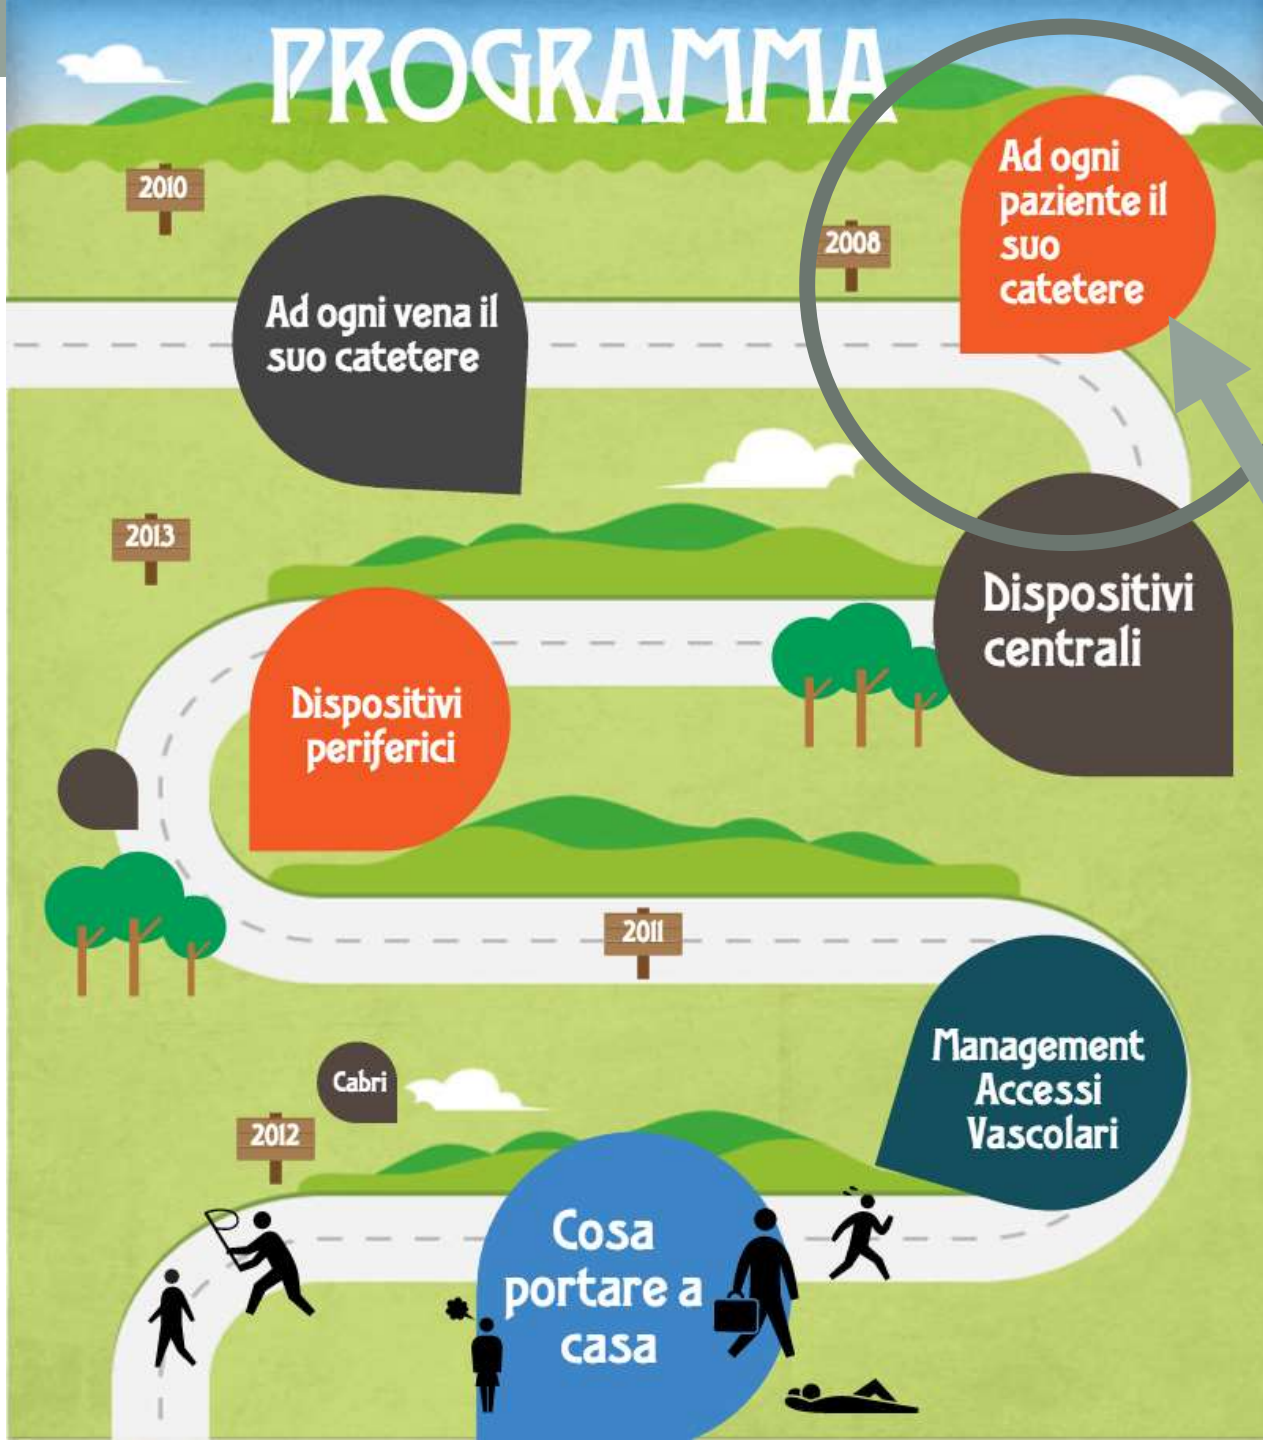 PROGRAMMA
2010
2008
Ad ogni
paziente il
suo
catetere
Ad ogni vena il
suo catetere
2013
Dispositivi
centrali
Dispositivi
periferici
2011
Management
Accessi
Vascolari
Cabri
2012
Cosa
portare a
casa